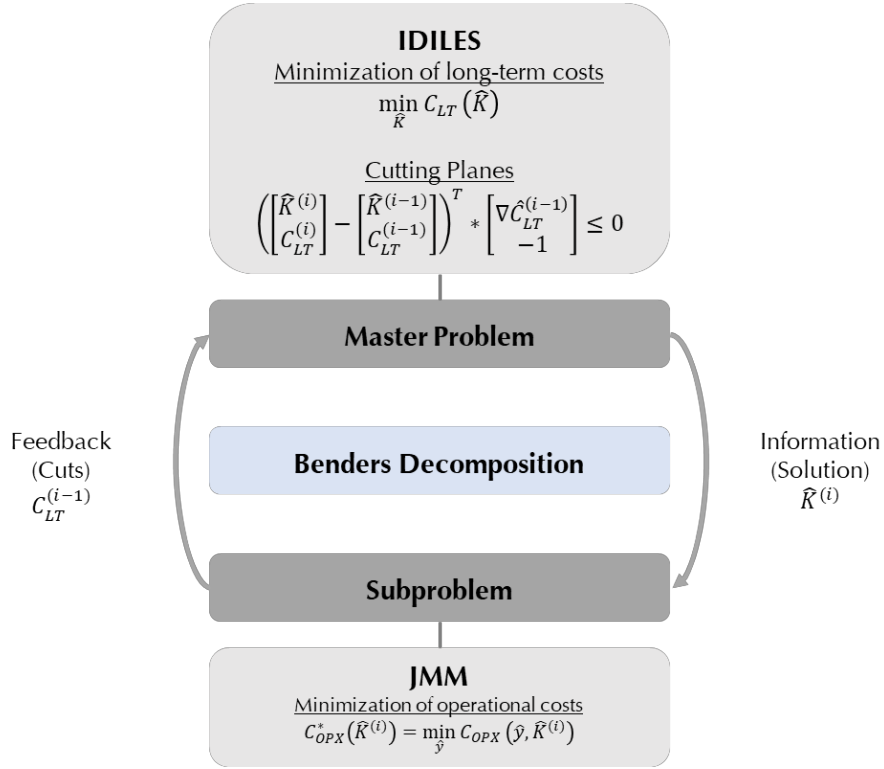 IDILES
Minimization of long-term costs
min C_{LT} (K̂)
K̂
Cutting Planes
([K̂^{(i)} C_{LT}^{(i)}] − [K̂^{(i−1)} C_{LT}^{(i−1)}])^T * [∇Ĉ_{LT}^{(i−1)} −1] ≤ 0
Master Problem
Feedback
(Cuts)
C_{LT}^{(i−1)}
Benders Decomposition
Information
(Solution)
K̂^{(i)}
Subproblem
JMM
Minimization of operational costs
C*_{OPX}(K̂^{(i)}) = min_{ŷ} C_{OPX} (ŷ, K̂^{(i)})